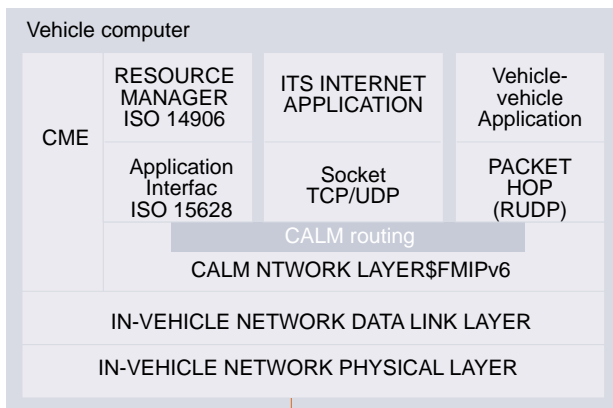 Vehicle computer
CME
RESOURCE
MANAGER
ISO 14906
ITS INTERNET
APPLICATION
Vehicle-
vehicle
Application
Application
Interfac
ISO 15628
Socket
TCP/UDP
PACKET
HOP
(RUDP)
CALM routing
CALM NTWORK LAYER$FMIPv6
IN-VEHICLE NETWORK DATA LINK LAYER
IN-VEHICLE NETWORK PHYSICAL LAYER